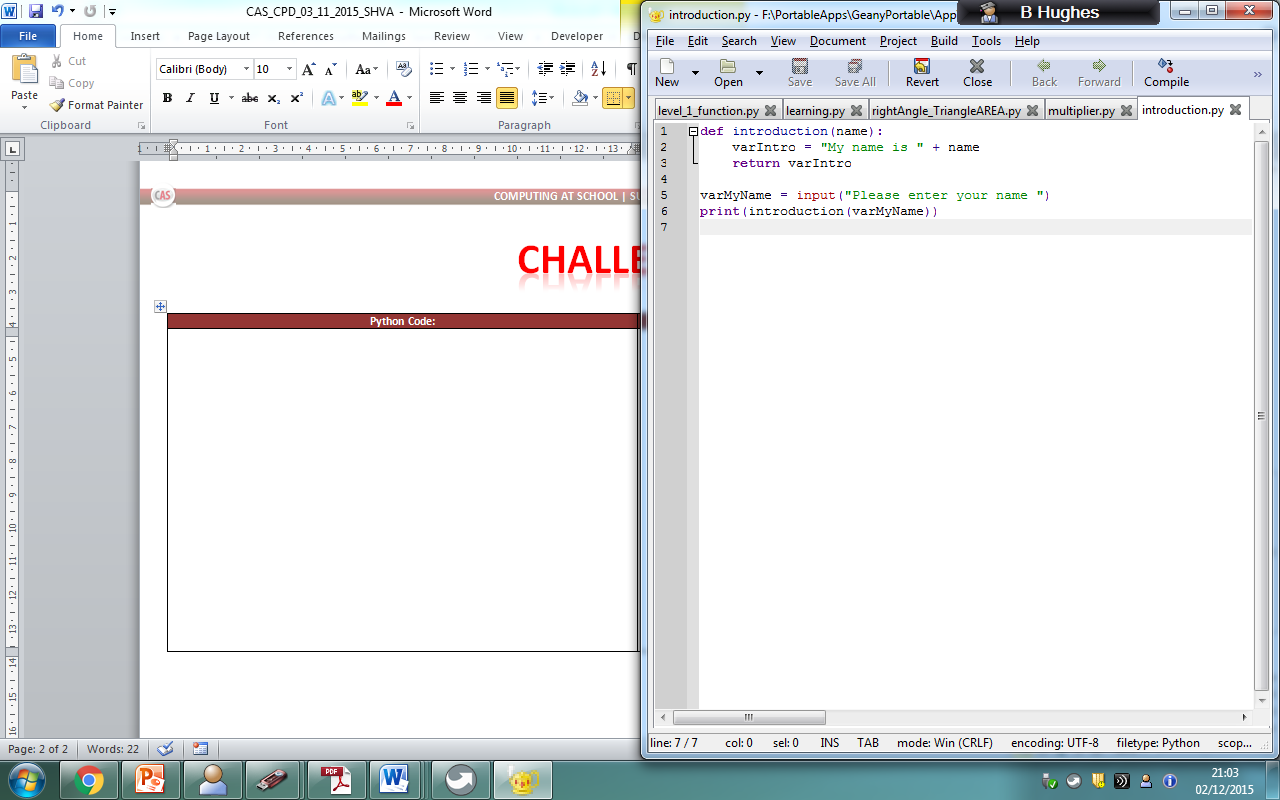 CAS_CPD_03_11_2015_SHVA - Microsoft Word
File Home Insert Page Layout References Mailings Review View Developer
Paste
Cut
Copy
Format Painter
Calibri (Body) 10
Clipboard Font Paragraph
CAS COMPUTING AT SCHOOL |
Python Code:
Page: 2 of 2 Words: 22
introduction.py - F:\PortableApps\GeanyPortable\App
B Hughes
File Edit Search View Document Project Build Tools Help
New Open Save Save All Revert Close Back Forward Compile
level_1_function.py learning.py rightAngle_TriangleAREA.py multiplier.py introduction.py
1 def introduction(name):
2 varIntro = "My name is " + name
3 return varIntro
4
5 varMyName = input("Please enter your name ")
6 print(introduction(varMyName))
7
line: 7 / 7 col: 0 sel: 0 INS TAB mode: Win (CRLF) encoding: UTF-8 filetype: Python scop...
21:03
02/12/2015